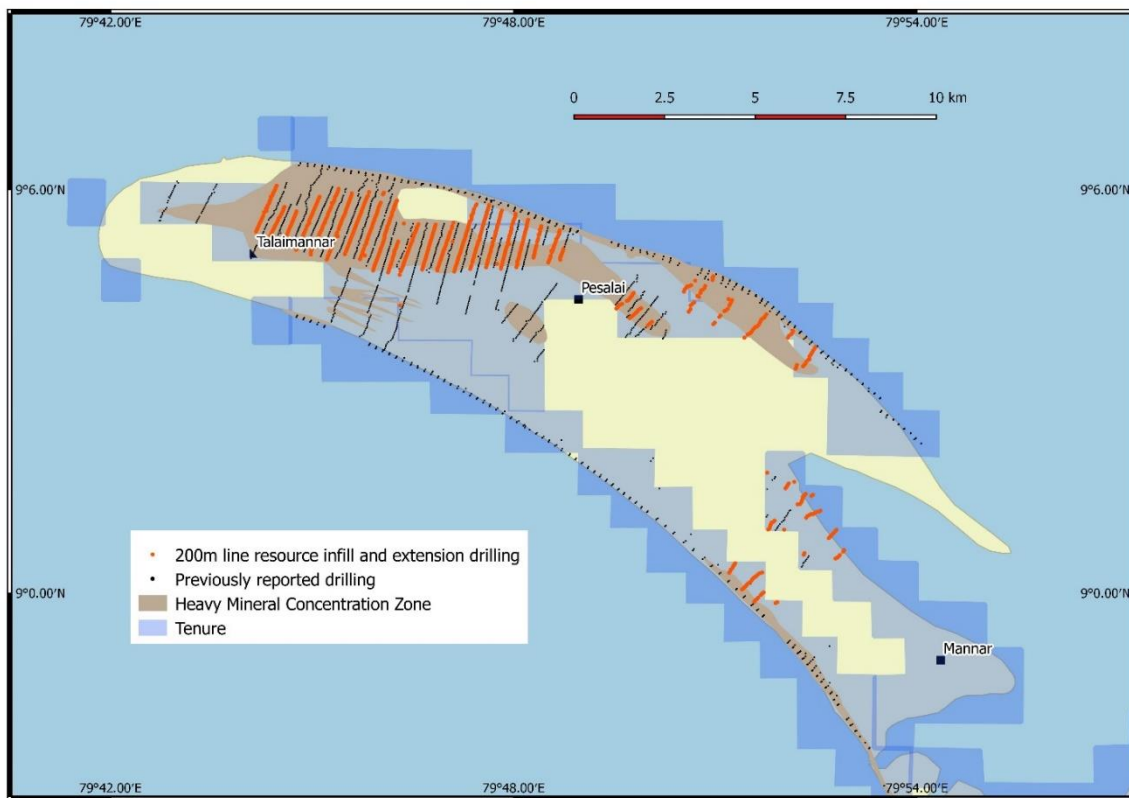 79°42.00'E 79°48.00'E 79°54.00'E
0 2.5 5 7.5 10 km
9°6.00'N 9°6.00'N
Talaimannar
Pesalai
200m line resource infill and extension drilling
Previously reported drilling
Heavy Mineral Concentration Zone
Tenure
9°0.00'N 9°0.00'N
Mannar
79°42.00'E 79°48.00'E 79°54.00'E